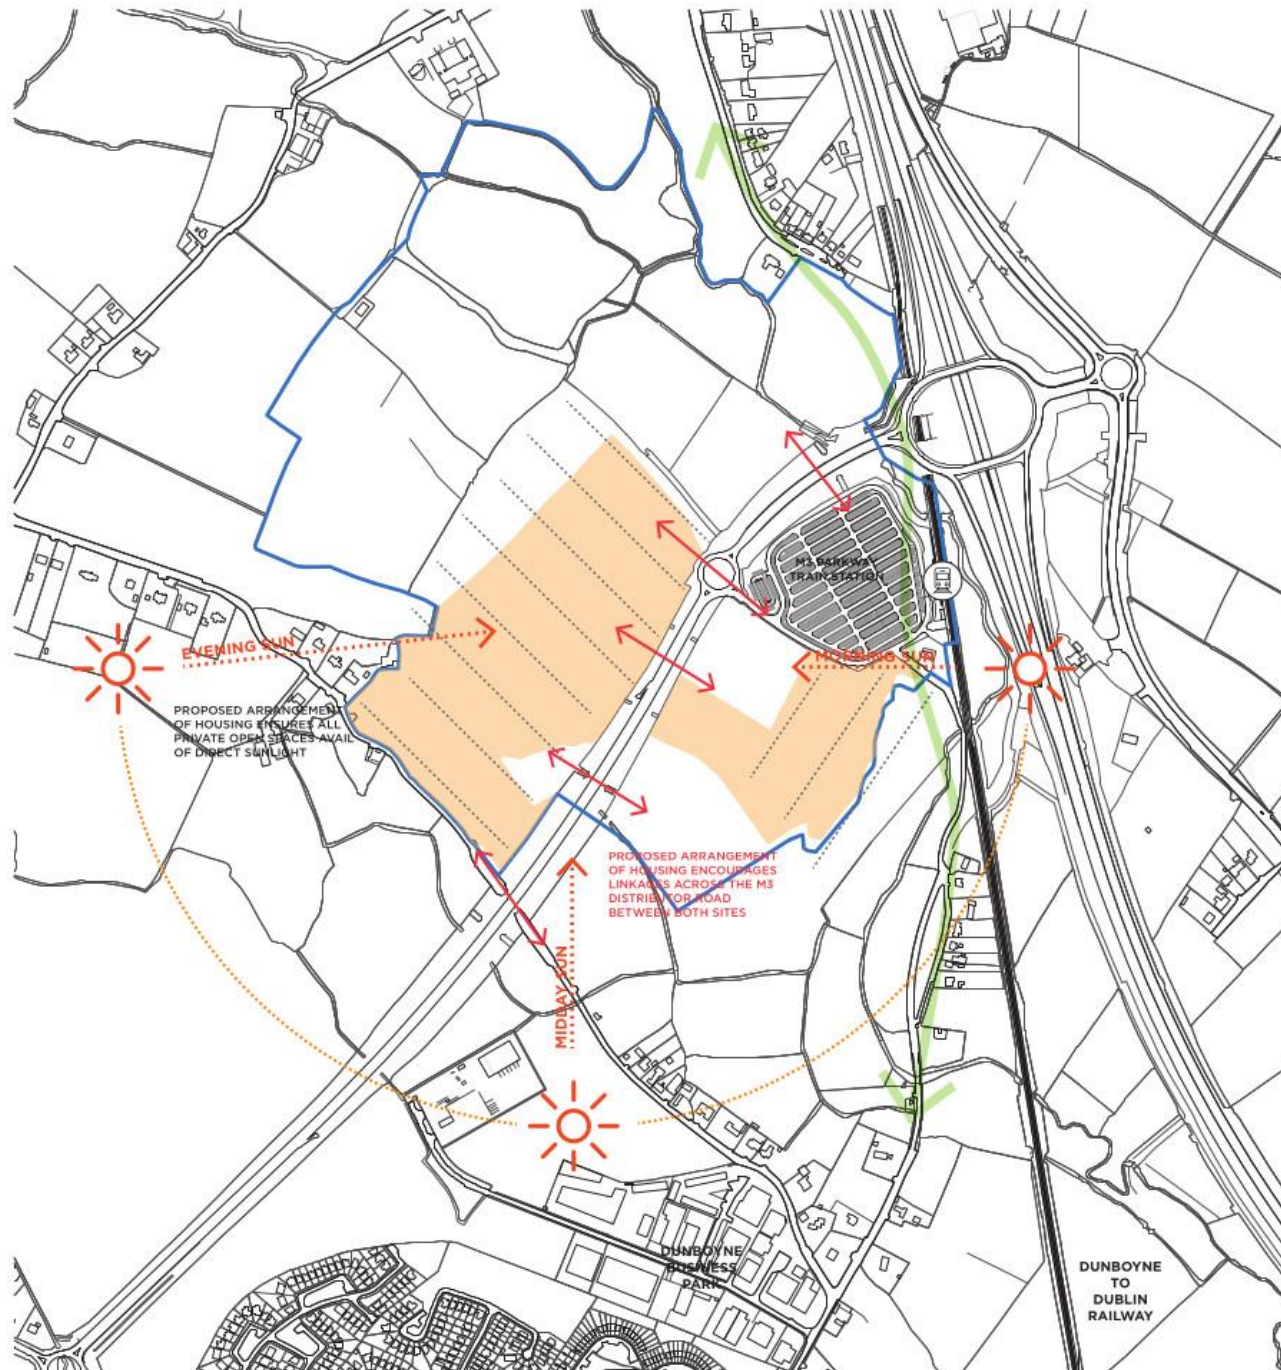 M3 PARKWAY
TRAIN STATION
EVENING SUN
MORNING SUN
PROPOSED ARRANGEMENT
OF HOUSING ENSURES ALL
PRIVATE OPEN SPACES AVAIL
OF DIRECT SUNLIGHT
PROPOSED ARRANGEMENT
OF HOUSING ENCOURAGES
LINKAGES ACROSS THE M3
DISTRIBUTOR ROAD
BETWEEN BOTH SITES
MIDDAY SUN
DUNBOYNE
BUSINESS
PARK
DUNBOYNE
TO
DUBLIN
RAILWAY